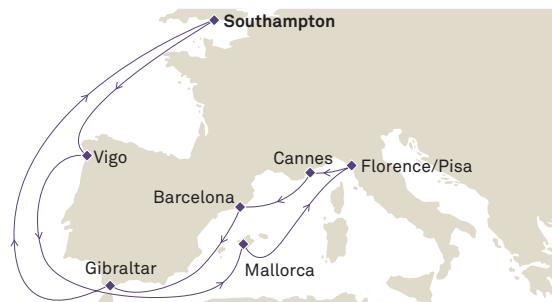 Southampton
Vigo
Cannes
Florence/Pisa
Barcelona
Gibraltar
Mallorca